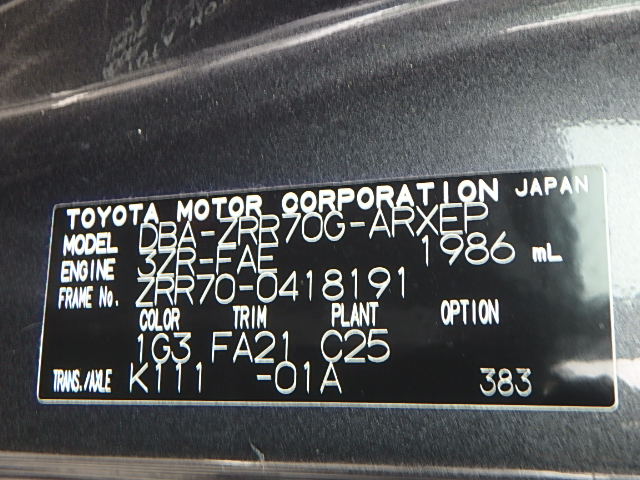 TOYOTA MOTOR CORPORATION JAPAN
MODEL DBA-ZRR70G-ARXEP
ENGINE 3ZR-FAE 1986 mL
FRAME No. ZRR70-0418191
COLOR TRIM PLANT OPTION
1G3 FA21 C25
TRANS./AXLE K111 -01A 383